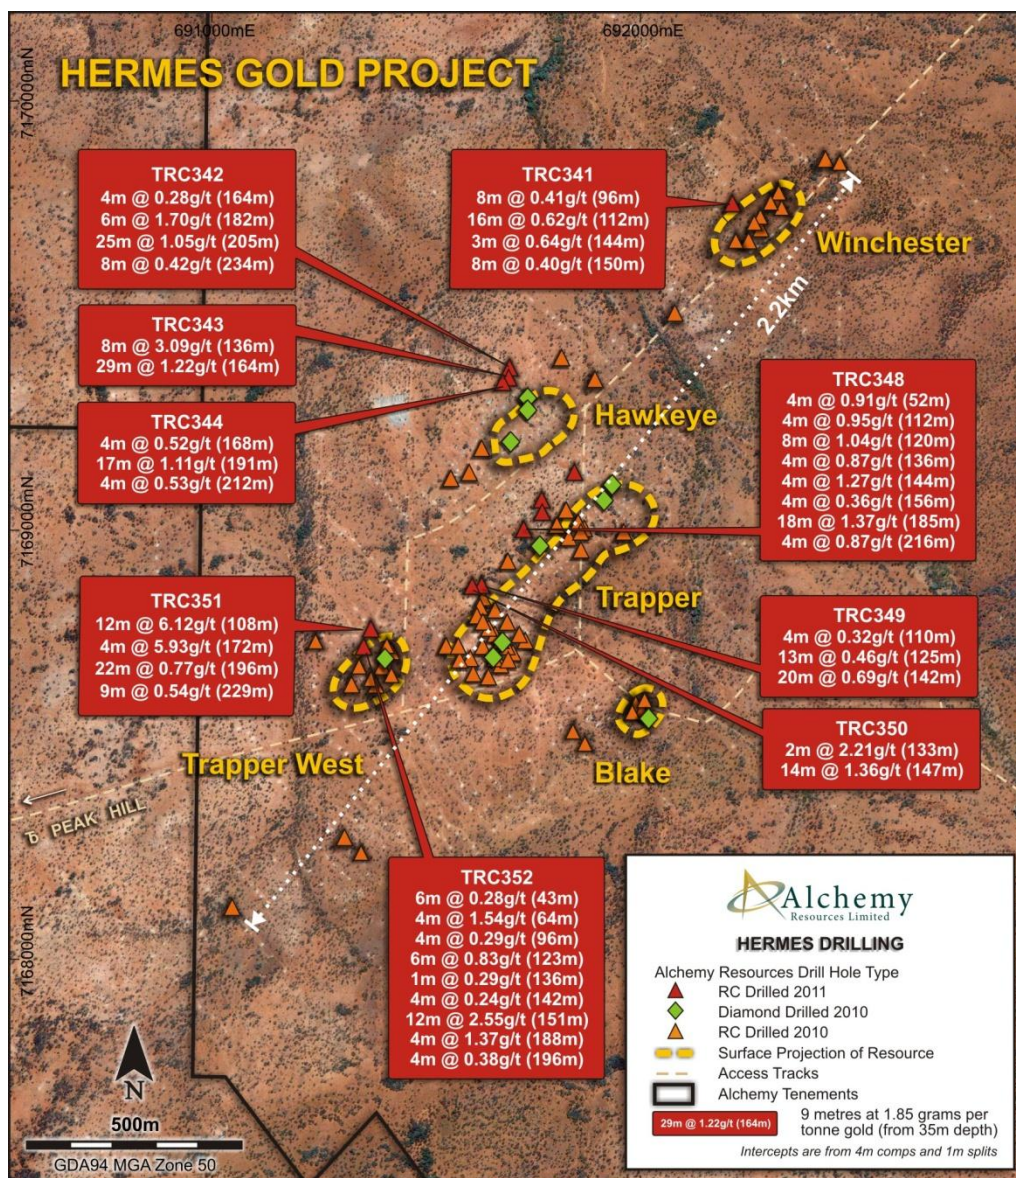 691000mE
692000mE
7170000mN
HERMES GOLD PROJECT
TRC342
4m @ 0.28g/t (164m)
6m @ 1.70g/t (182m)
25m @ 1.05g/t (205m)
8m @ 0.42g/t (234m)
TRC341
8m @ 0.41g/t (96m)
16m @ 0.62g/t (112m)
3m @ 0.64g/t (144m)
8m @ 0.40g/t (150m)
Winchester
2.2km
TRC343
8m @ 3.09g/t (136m)
29m @ 1.22g/t (164m)
TRC344
4m @ 0.52g/t (168m)
17m @ 1.11g/t (191m)
4m @ 0.53g/t (212m)
Hawkeye
TRC348
4m @ 0.91g/t (52m)
4m @ 0.95g/t (112m)
8m @ 1.04g/t (120m)
4m @ 0.87g/t (136m)
4m @ 1.27g/t (144m)
4m @ 0.36g/t (156m)
18m @ 1.37g/t (185m)
4m @ 0.87g/t (216m)
7169000mN
TRC351
12m @ 6.12g/t (108m)
4m @ 5.93g/t (172m)
22m @ 0.77g/t (196m)
9m @ 0.54g/t (229m)
Trapper
TRC349
4m @ 0.32g/t (110m)
13m @ 0.46g/t (125m)
20m @ 0.69g/t (142m)
TRC350
2m @ 2.21g/t (133m)
14m @ 1.36g/t (147m)
Trapper West
Blake
To PEAK HILL
TRC352
6m @ 0.28g/t (43m)
4m @ 1.54g/t (64m)
4m @ 0.29g/t (96m)
6m @ 0.83g/t (123m)
1m @ 0.29g/t (136m)
4m @ 0.24g/t (142m)
12m @ 2.55g/t (151m)
4m @ 1.37g/t (188m)
4m @ 0.38g/t (196m)
7168000mN
N
500m
GDA94 MGA Zone 50
Alchemy
Resources Limited
HERMES DRILLING
Alchemy Resources Drill Hole Type
RC Drilled 2011
Diamond Drilled 2010
RC Drilled 2010
Surface Projection of Resource
Access Tracks
Alchemy Tenements
29m @ 1.22g/t (164m)
9 metres at 1.85 grams per
tonne gold (from 35m depth)
Intercepts are from 4m comps and 1m splits